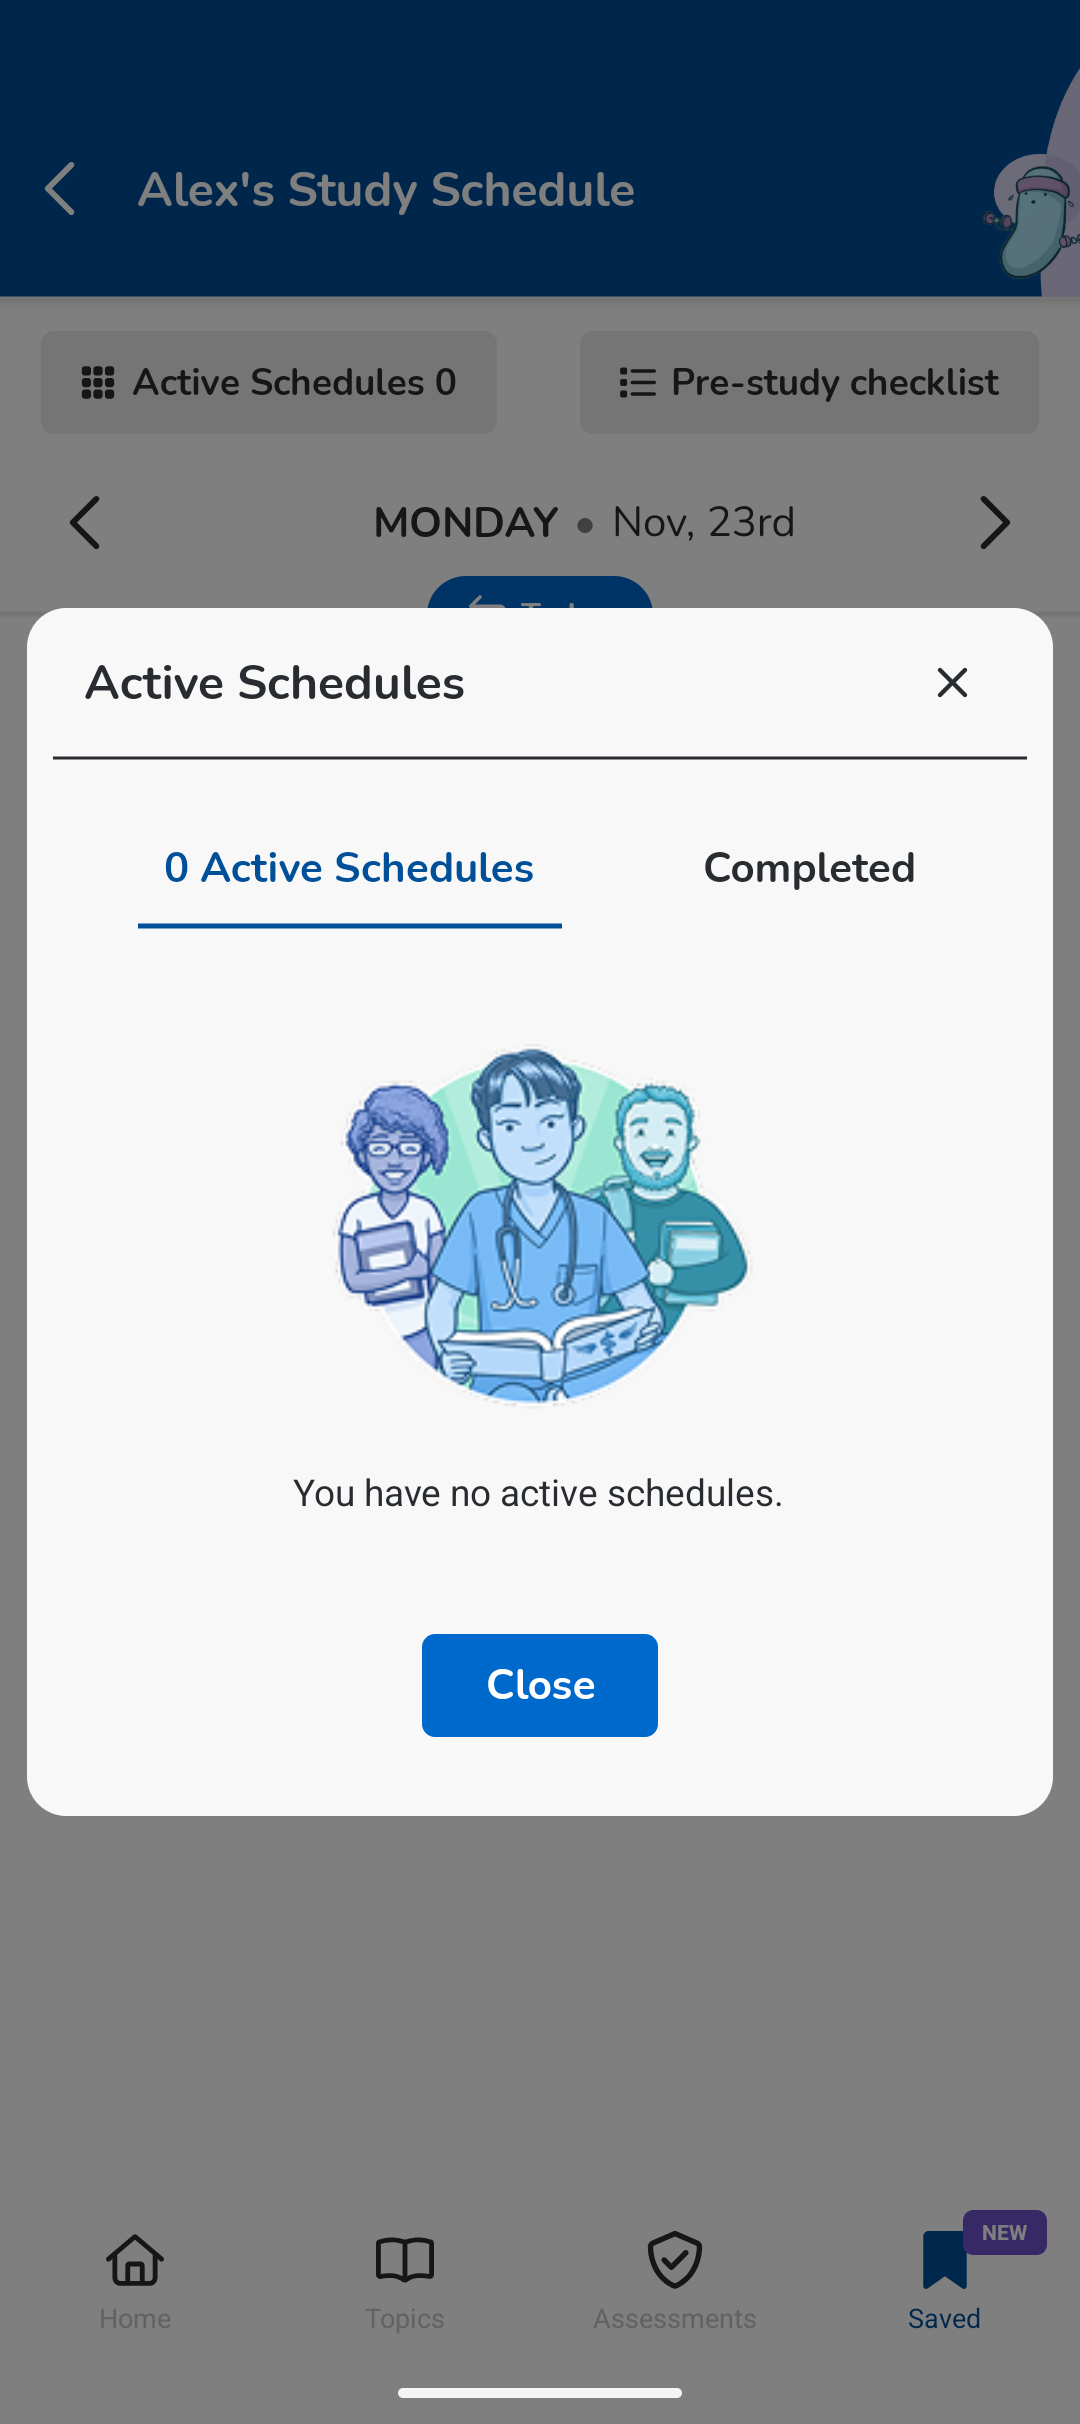 Alex's Study Schedule
Active Schedules 0
Pre-study checklist
MONDAY • Nov, 23rd
Active Schedules
0 Active Schedules
Completed
You have no active schedules.
Close
NEW
Home
Topics
Assessments
Saved